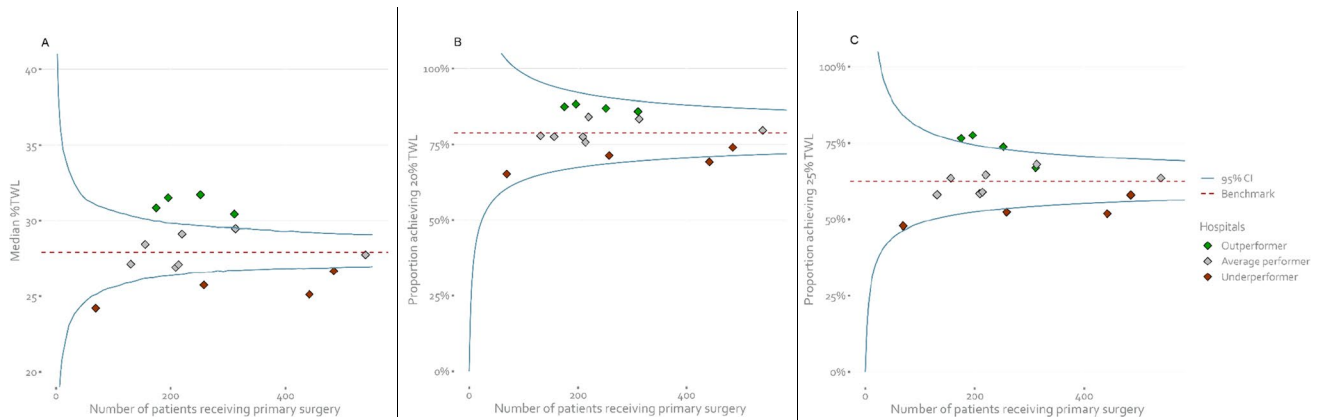 A
40
35
30
25
20
0
200
400
Median %TWL
Number of patients receiving primary surgery
B
100%
75%
50%
25%
0%
0
200
400
Proportion achieving 20% TWL
Number of patients receiving primary surgery
C
100%
75%
50%
25%
0%
0
200
400
Proportion achieving 25% TWL
Number of patients receiving primary surgery
95% CI
Benchmark
Hospitals
Outperformer
Average performer
Underperformer